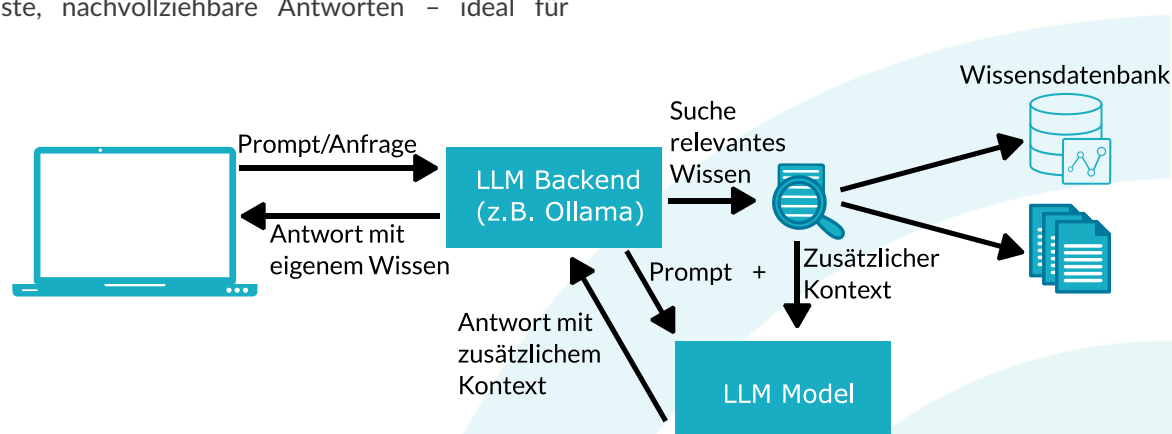 ste, nachvollziehbare Antworten – ideal für
Wissensdatenbank
Suche
relevantes
Wissen
Prompt/Anfrage
LLM Backend
(z.B. Ollama)
Antwort mit
eigenem Wissen
Prompt +
Zusätzlicher
Kontext
Antwort mit
zusätzlichem
Kontext
LLM Model